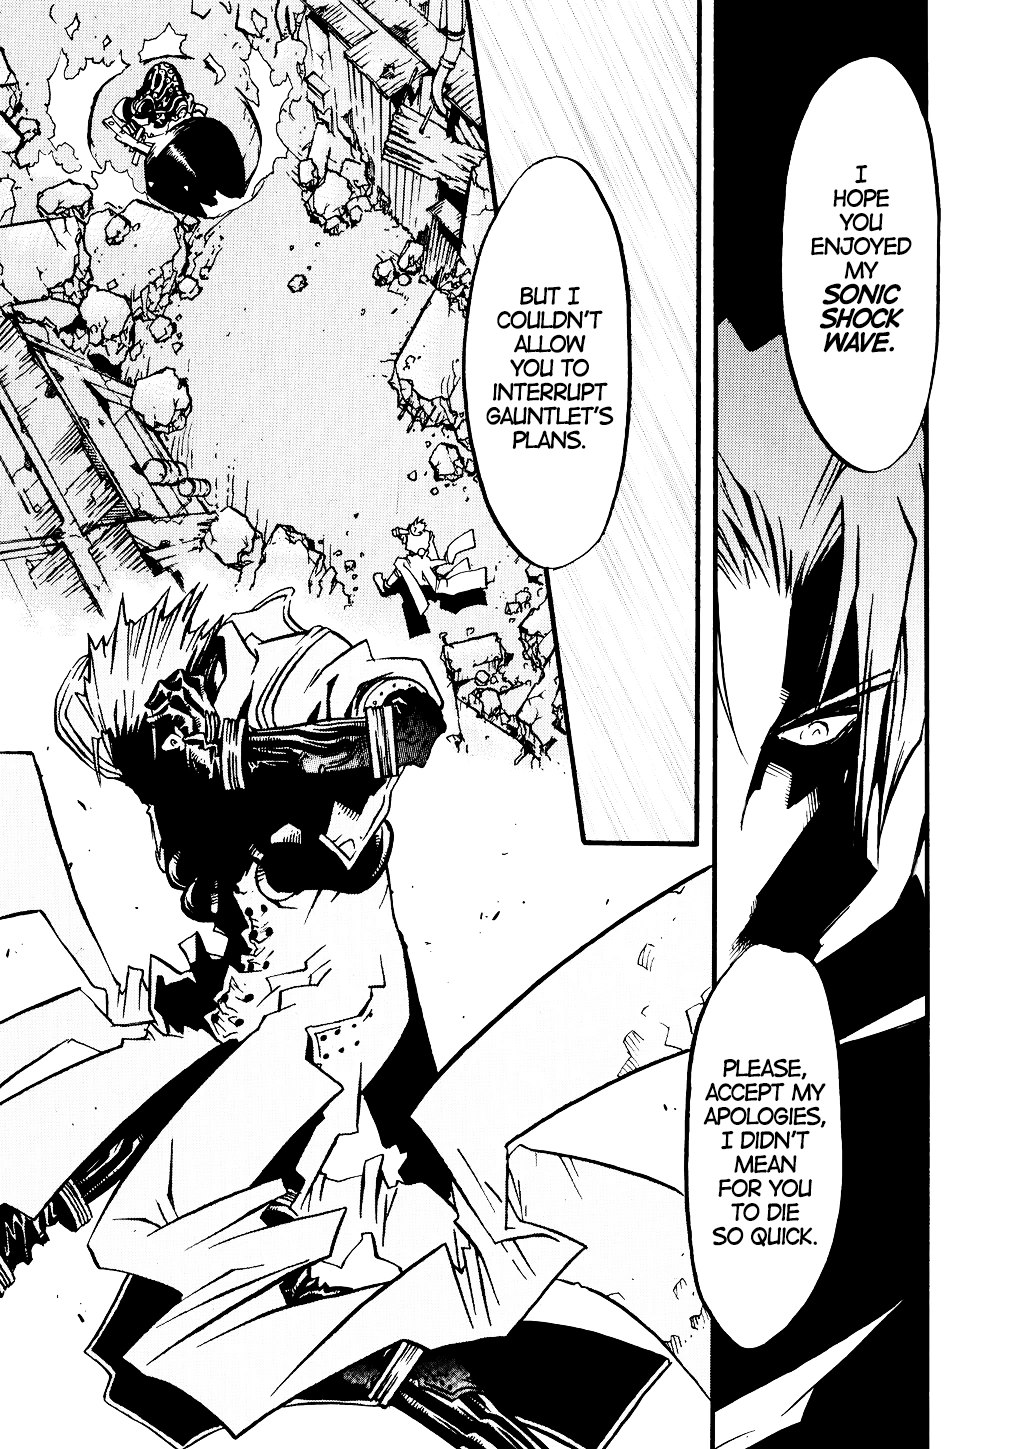 I
HOPE
YOU
ENJOYED
MY
SONIC
SHOCK
WAVE.
BUT I
COULDN'T
ALLOW
YOU TO
INTERRUPT
GAUNTLET'S
PLANS.
PLEASE,
ACCEPT MY
APOLOGIES,
I DIDN'T
MEAN
FOR YOU
TO DIE
SO QUICK.